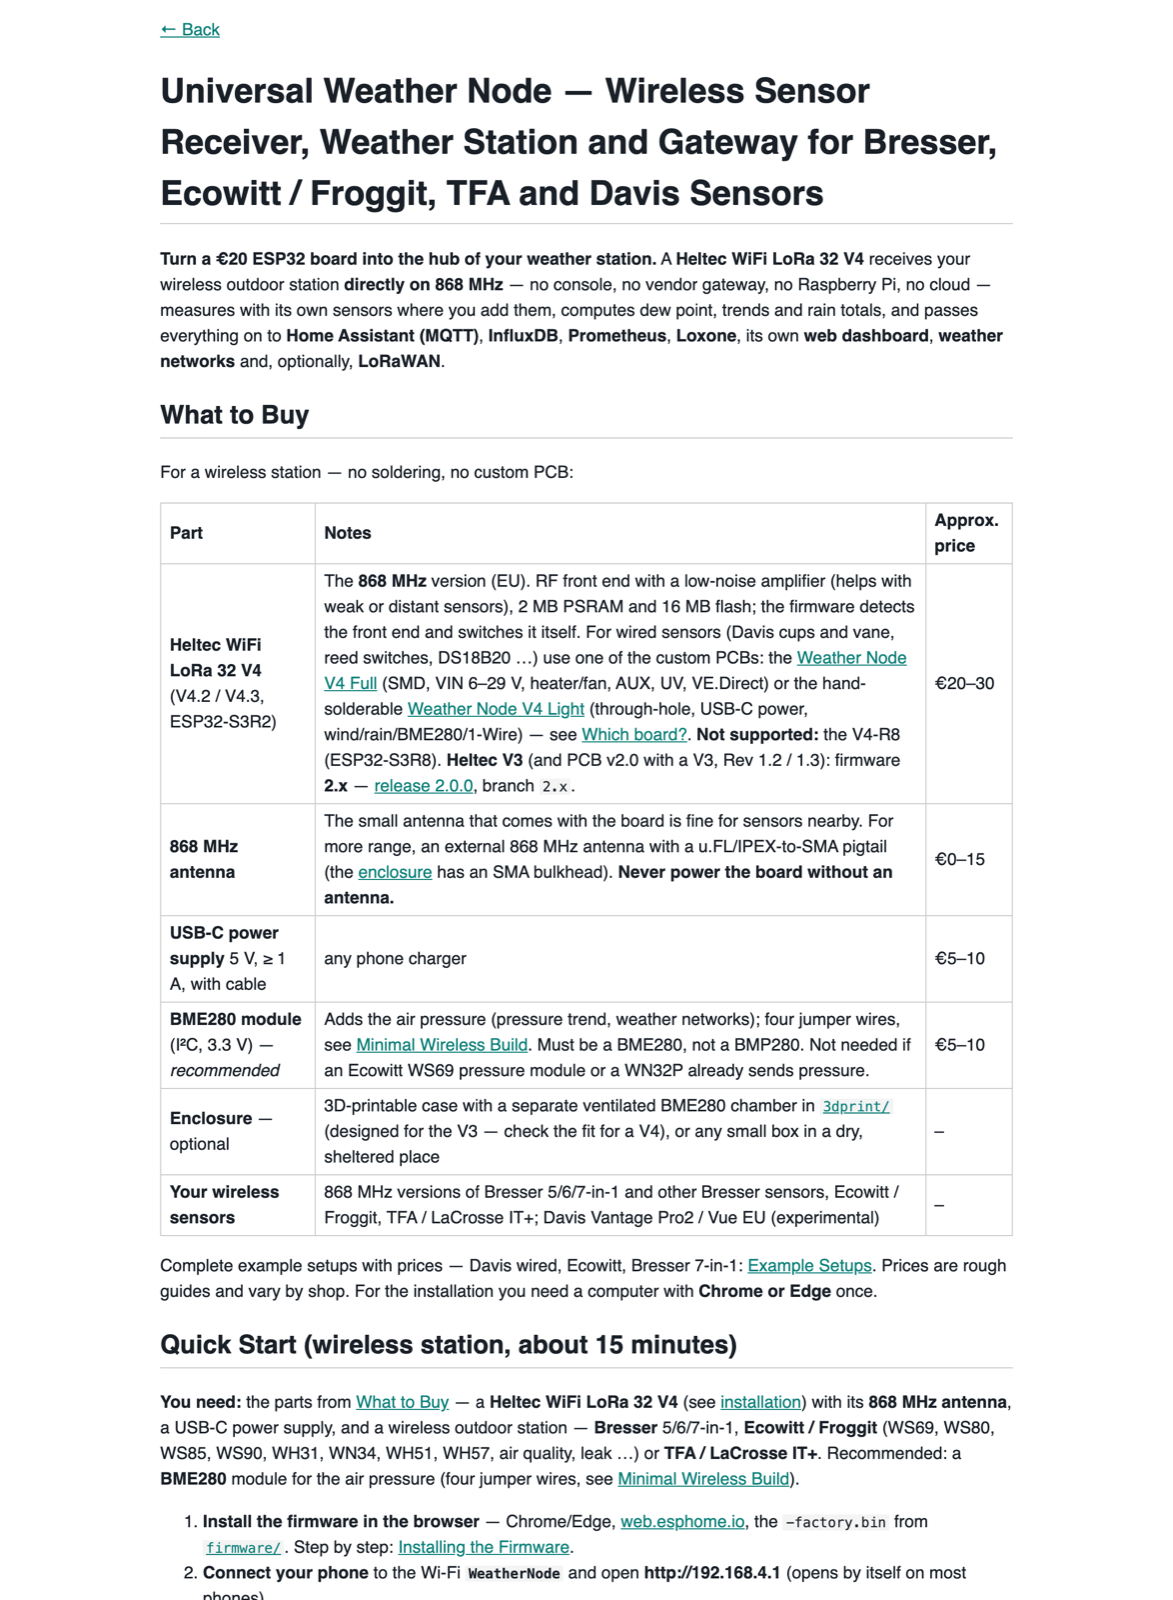 ← Back
Universal Weather Node — Wireless Sensor
Receiver, Weather Station and Gateway for Bresser,
Ecowitt / Froggit, TFA and Davis Sensors
Turn a €20 ESP32 board into the hub of your weather station. A Heltec WiFi LoRa 32 V4 receives your
wireless outdoor station directly on 868 MHz — no console, no vendor gateway, no Raspberry Pi, no cloud —
measures with its own sensors where you add them, computes dew point, trends and rain totals, and passes
everything on to Home Assistant (MQTT), InfluxDB, Prometheus, Loxone, its own web dashboard, weather
networks and, optionally, LoRaWAN.
What to Buy
For a wireless station — no soldering, no custom PCB:
Part
Notes
Approx.
price
Heltec WiFi
LoRa 32 V4
(V4.2 / V4.3,
ESP32-S3R2)
The 868 MHz version (EU). RF front end with a low-noise amplifier (helps with
weak or distant sensors), 2 MB PSRAM and 16 MB flash; the firmware detects
the front end and switches it itself. For wired sensors (Davis cups and vane,
reed switches, DS18B20 …) use one of the custom PCBs: the Weather Node
V4 Full (SMD, VIN 6–29 V, heater/fan, AUX, UV, VE.Direct) or the hand-
solderable Weather Node V4 Light (through-hole, USB-C power,
wind/rain/BME280/1-Wire) — see Which board?. Not supported: the V4-R8
(ESP32-S3R8). Heltec V3 (and PCB v2.0 with a V3, Rev 1.2 / 1.3): firmware
2.x — release 2.0.0, branch 2.x.
€20–30
868 MHz
antenna
The small antenna that comes with the board is fine for sensors nearby. For
more range, an external 868 MHz antenna with a u.FL/IPEX-to-SMA pigtail
(the enclosure has an SMA bulkhead). Never power the board without an
antenna.
€0–15
USB-C power
supply 5 V, ≥ 1
A, with cable
any phone charger
€5–10
BME280 module
(I²C, 3.3 V) —
recommended
Adds the air pressure (pressure trend, weather networks); four jumper wires,
see Minimal Wireless Build. Must be a BME280, not a BMP280. Not needed if
an Ecowitt WS69 pressure module or a WN32P already sends pressure.
€5–10
Enclosure —
optional
3D-printable case with a separate ventilated BME280 chamber in 3dprint/
(designed for the V3 — check the fit for a V4), or any small box in a dry,
sheltered place
–
Your wireless
sensors
868 MHz versions of Bresser 5/6/7-in-1 and other Bresser sensors, Ecowitt /
Froggit, TFA / LaCrosse IT+; Davis Vantage Pro2 / Vue EU (experimental)
–
Complete example setups with prices — Davis wired, Ecowitt, Bresser 7-in-1: Example Setups. Prices are rough
guides and vary by shop. For the installation you need a computer with Chrome or Edge once.
Quick Start (wireless station, about 15 minutes)
You need: the parts from What to Buy — a Heltec WiFi LoRa 32 V4 (see installation) with its 868 MHz antenna,
a USB-C power supply, and a wireless outdoor station — Bresser 5/6/7-in-1, Ecowitt / Froggit (WS69, WS80,
WS85, WS90, WH31, WN34, WH51, WH57, air quality, leak …) or TFA / LaCrosse IT+. Recommended: a
BME280 module for the air pressure (four jumper wires, see Minimal Wireless Build).
1. Install the firmware in the browser — Chrome/Edge, web.esphome.io, the -factory.bin from
firmware/. Step by step: Installing the Firmware.
2. Connect your phone to the Wi-Fi WeatherNode and open http://192.168.4.1 (opens by itself on most
phones)